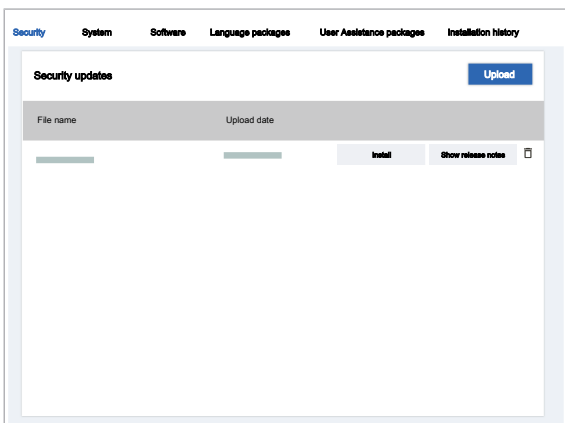 Security System Software Language packages User Assistance packages Installation history
Security updates Upload
File name Upload date
Install Show release notes